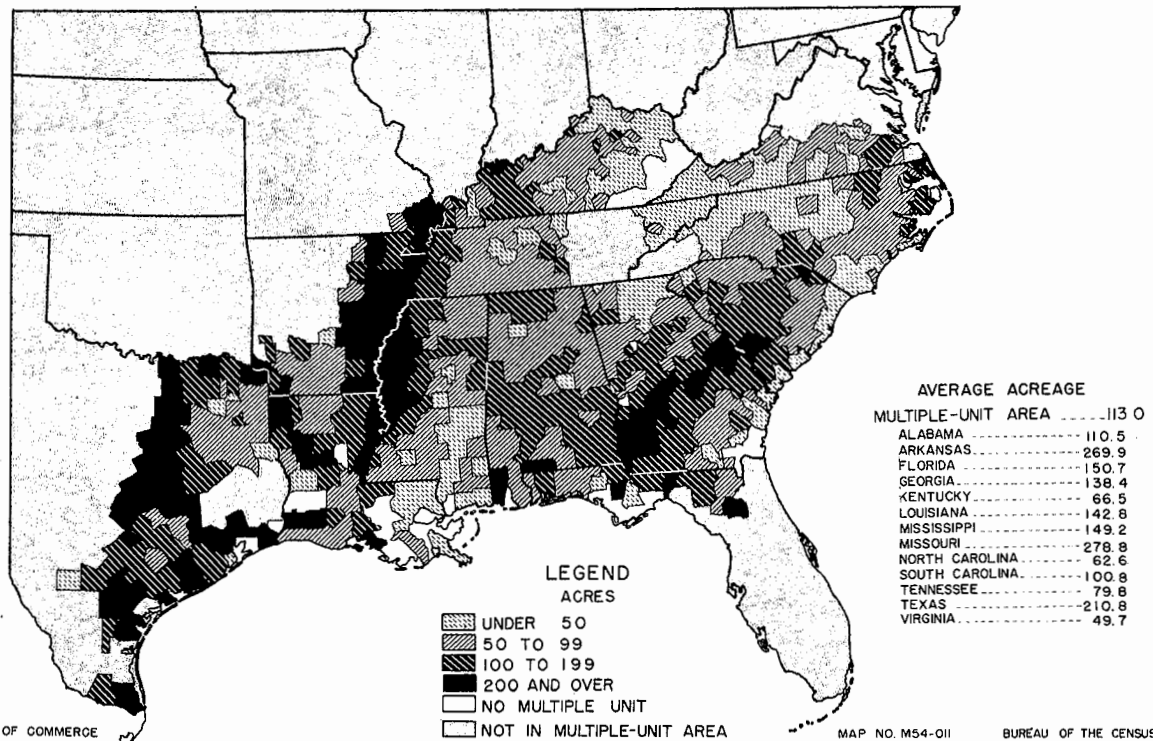 AVERAGE ACREAGE
MULTIPLE-UNIT AREA ..... 113 0
ALABAMA ..... 110.5
ARKANSAS ..... 269.9
FLORIDA ..... 150.7
GEORGIA ..... 138.4
KENTUCKY ..... 66.5
LOUISIANA ..... 142.8
MISSISSIPPI ..... 149.2
MISSOURI ..... 278.8
NORTH CAROLINA ..... 62.6
SOUTH CAROLINA ..... 100.8
TENNESSEE ..... 79.8
TEXAS ..... 210.8
VIRGINIA ..... 49.7
LEGEND
ACRES
UNDER 50
50 TO 99
100 TO 199
200 AND OVER
NO MULTIPLE UNIT
NOT IN MULTIPLE-UNIT AREA
OF COMMERCE
MAP NO. M54-011
BUREAU OF THE CENSUS